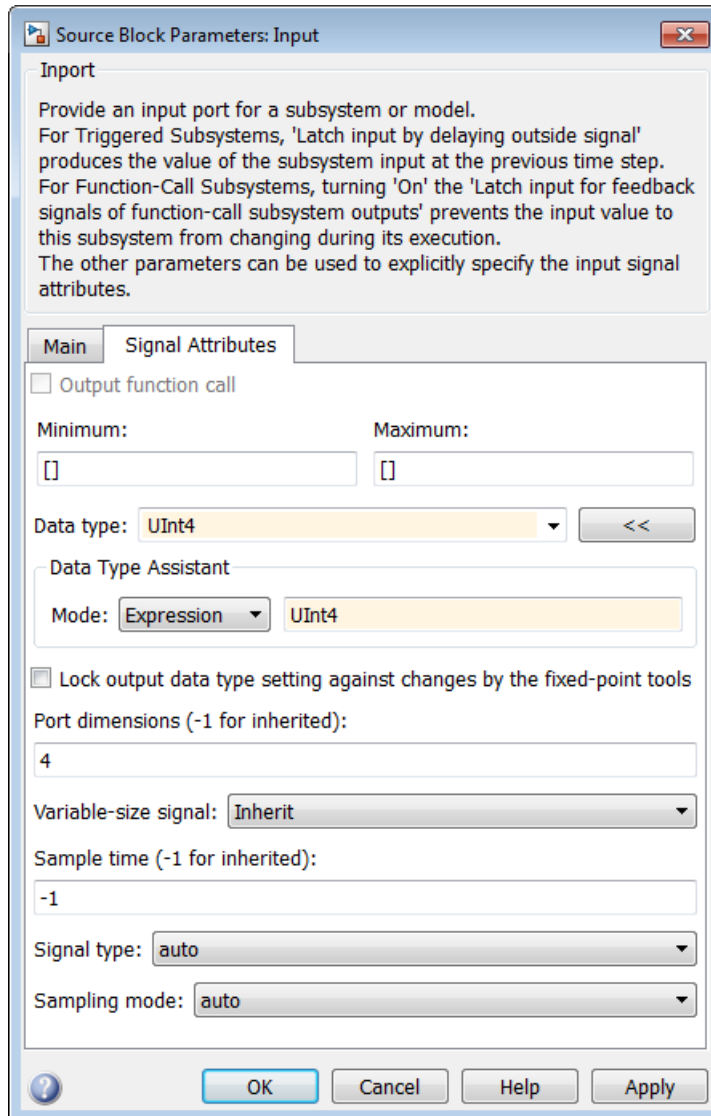 Source Block Parameters: Input
Inport
Provide an input port for a subsystem or model.
For Triggered Subsystems, 'Latch input by delaying outside signal'
produces the value of the subsystem input at the previous time step.
For Function-Call Subsystems, turning 'On' the 'Latch input for feedback
signals of function-call subsystem outputs' prevents the input value to
this subsystem from changing during its execution.
The other parameters can be used to explicitly specify the input signal
attributes.
Main Signal Attributes
Output function call
Minimum: Maximum:
[] []
Data type: UInt4 <<
Data Type Assistant
Mode: Expression UInt4
Lock output data type setting against changes by the fixed-point tools
Port dimensions (-1 for inherited):
4
Variable-size signal: Inherit
Sample time (-1 for inherited):
-1
Signal type: auto
Sampling mode: auto
? OK Cancel Help Apply